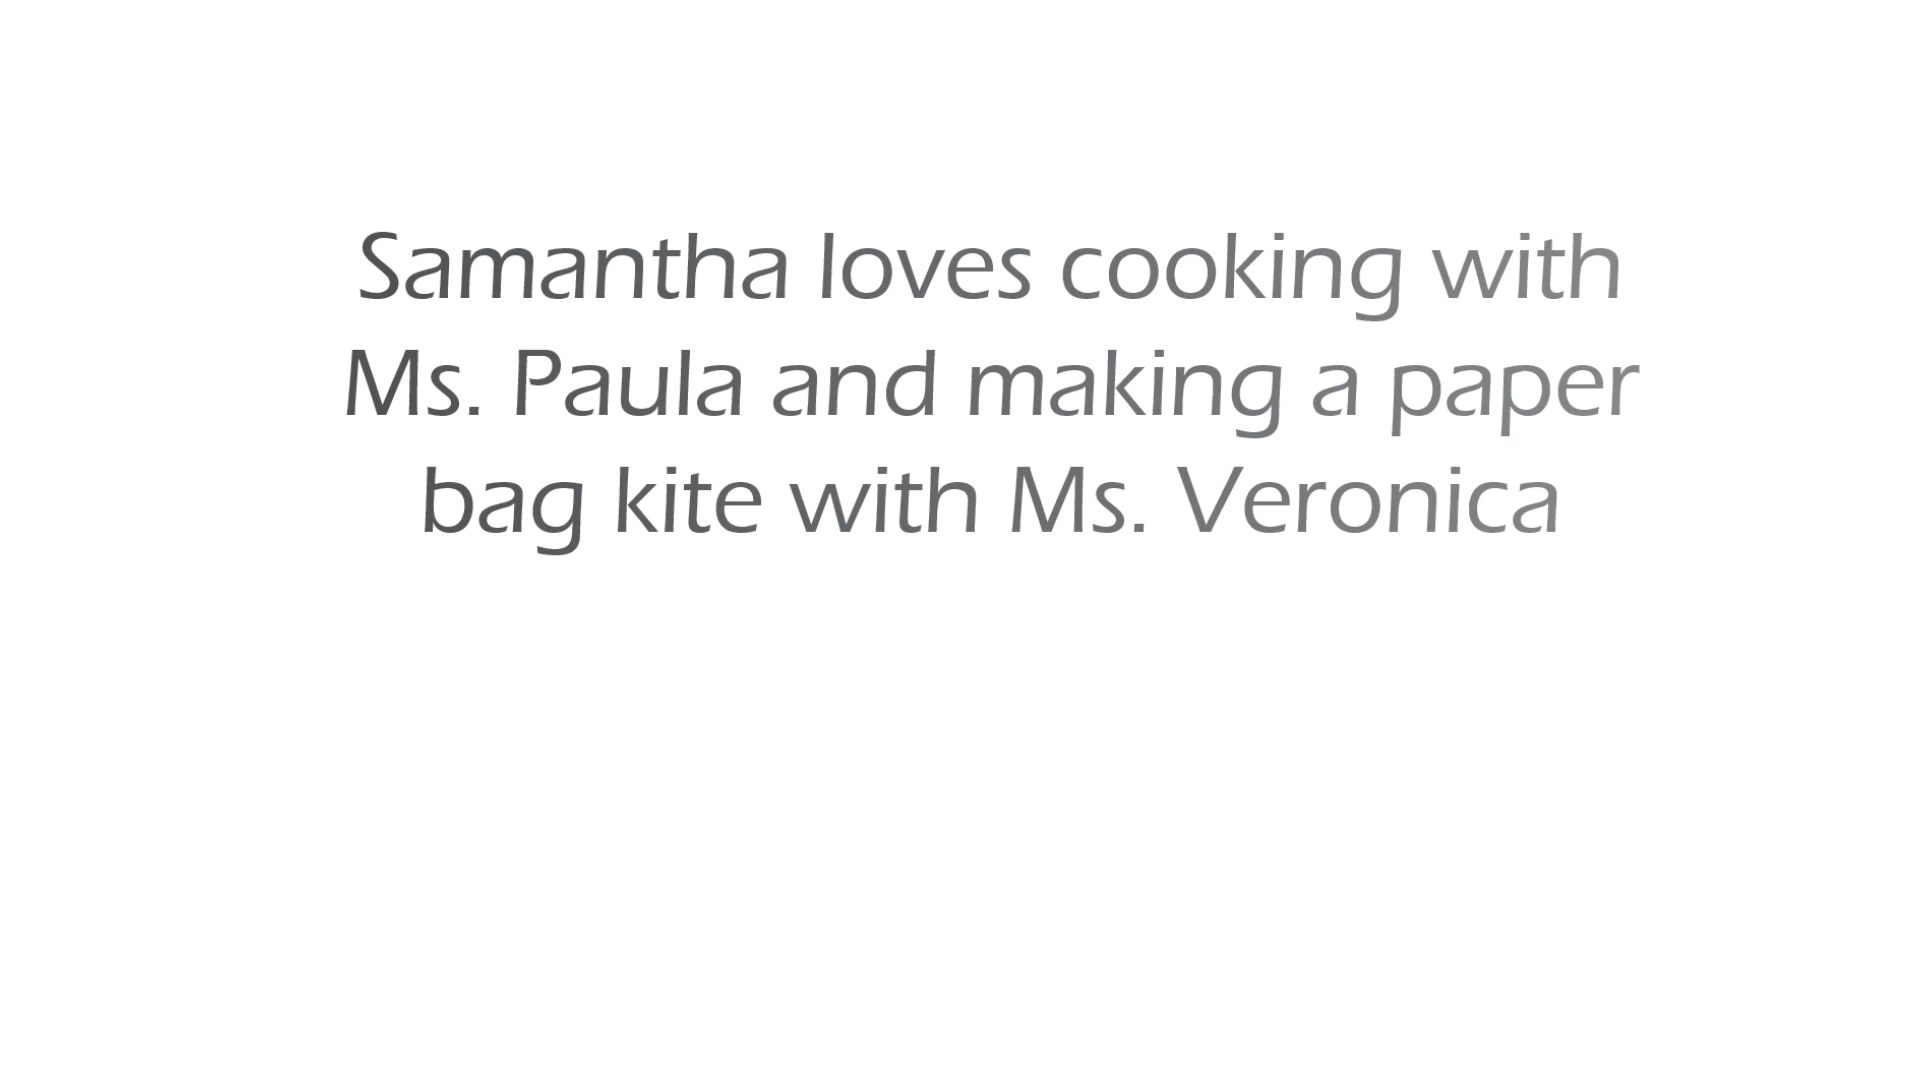 Samantha loves cooking with
Ms. Paula and making a paper
bag kite with Ms. Veronica